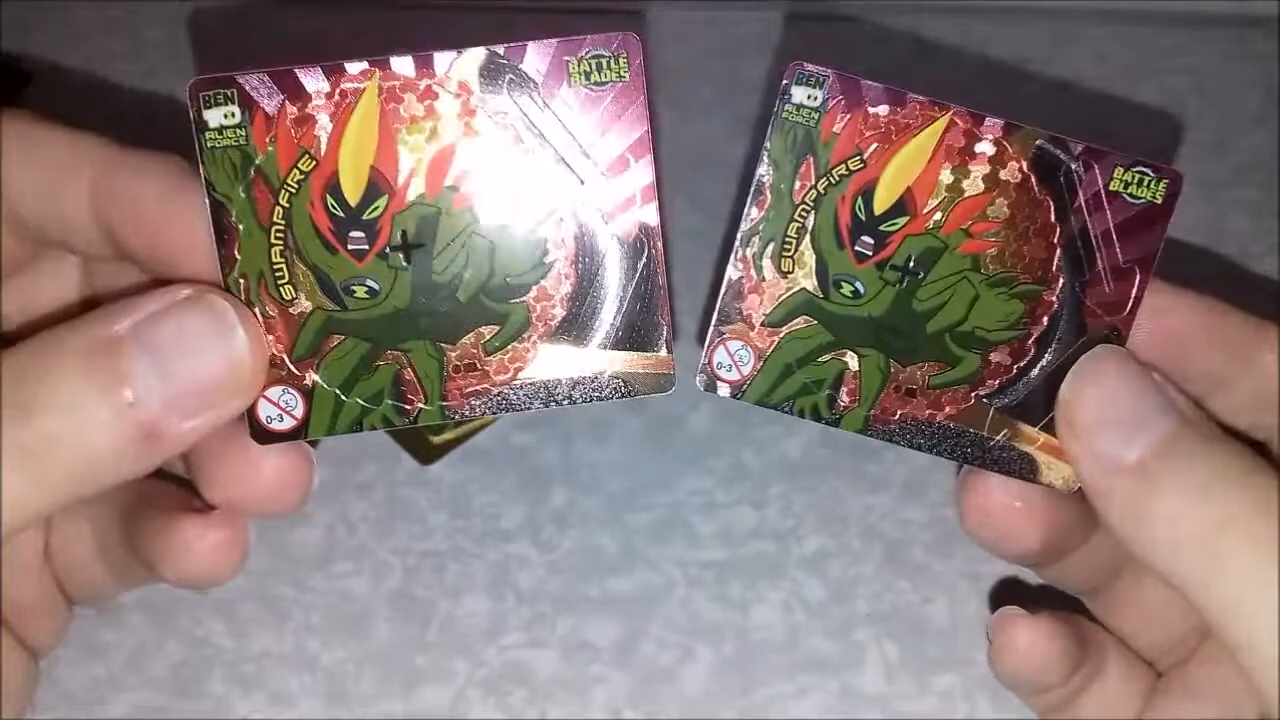 BEN
10
ALIEN
FORCE
SWAMPFIRE
BATTLE
BLADES
0-3
BEN
10
ALIEN
FORCE
SWAMPFIRE
BATTLE
BLADES
0-3